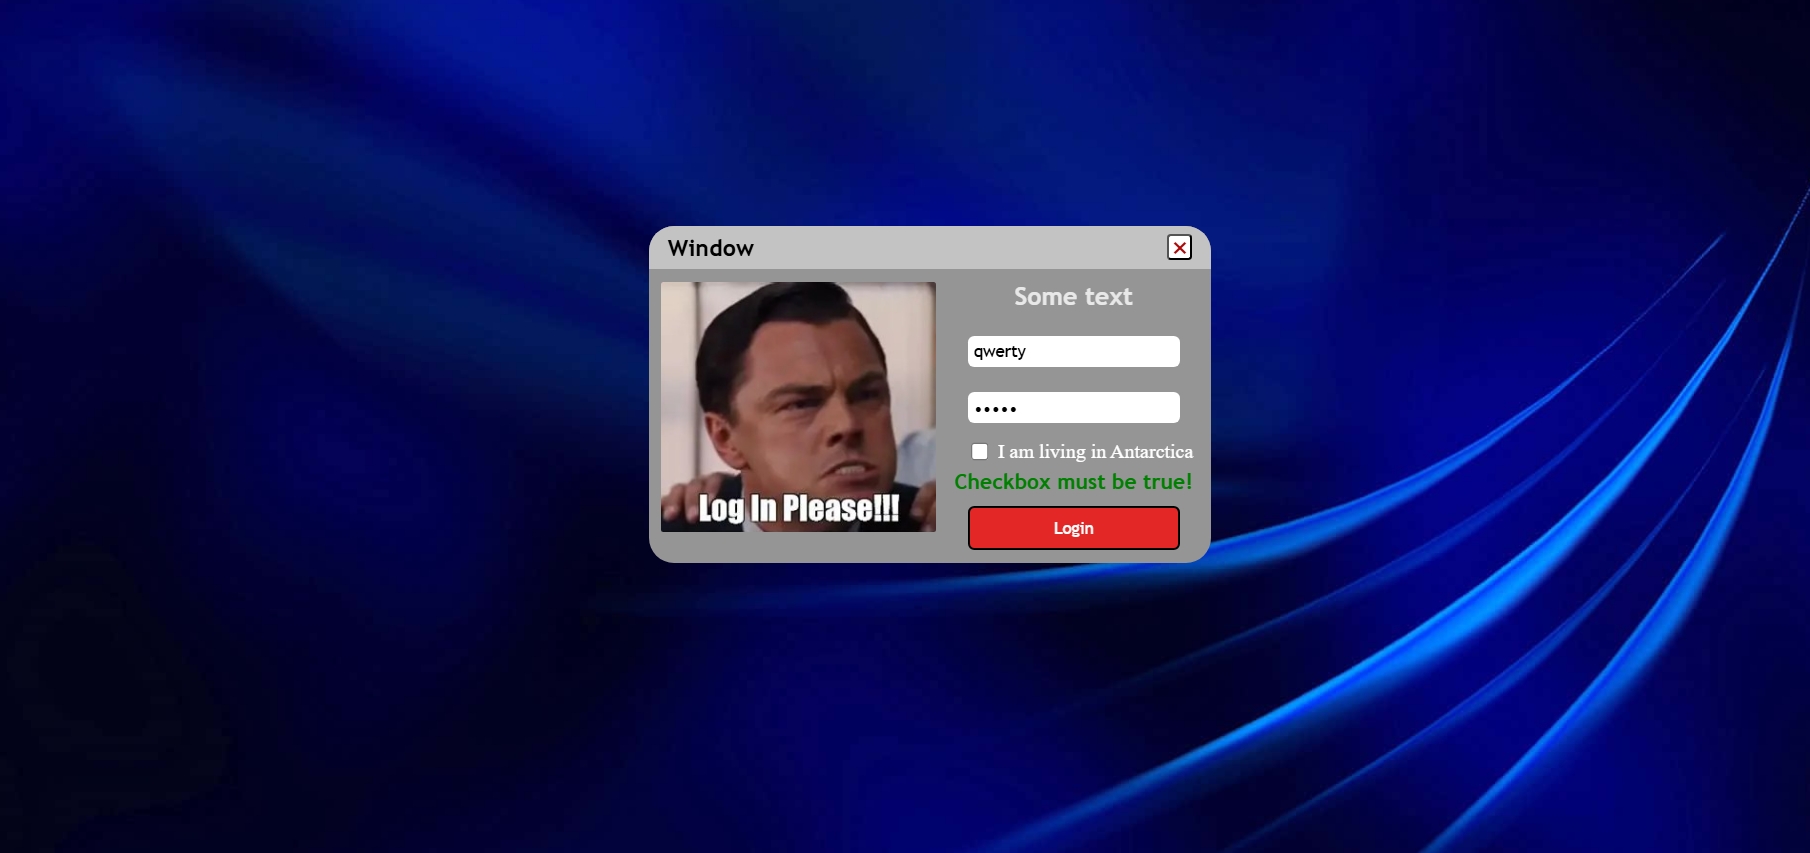 Window
Some text
qwerty
•••••
I am living in Antarctica
Checkbox must be true!
Log In Please!!!
Login